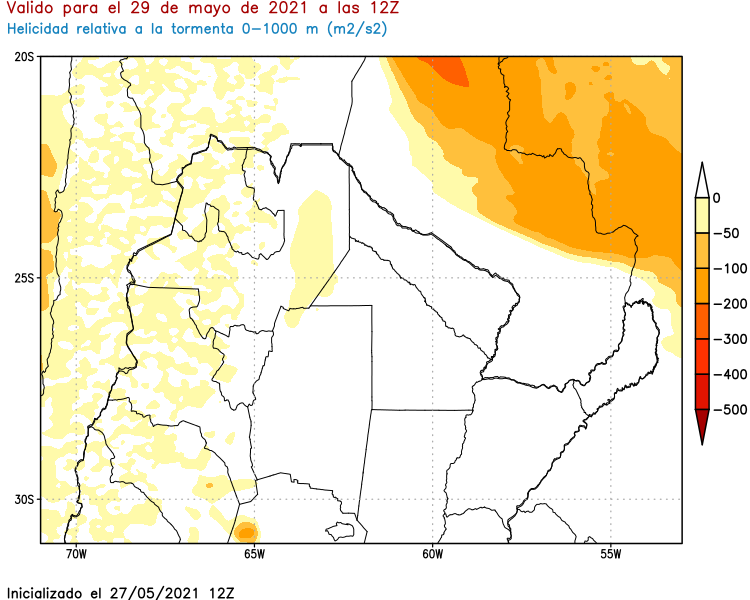 Valido para el 29 de mayo de 2021 a las 12Z
Helicidad relativa a la tormenta 0-1000 m (m2/s2)
20S
25S
30S
70W
65W
60W
55W
0
-50
-100
-200
-300
-400
-500
Inicializado el 27/05/2021 12Z